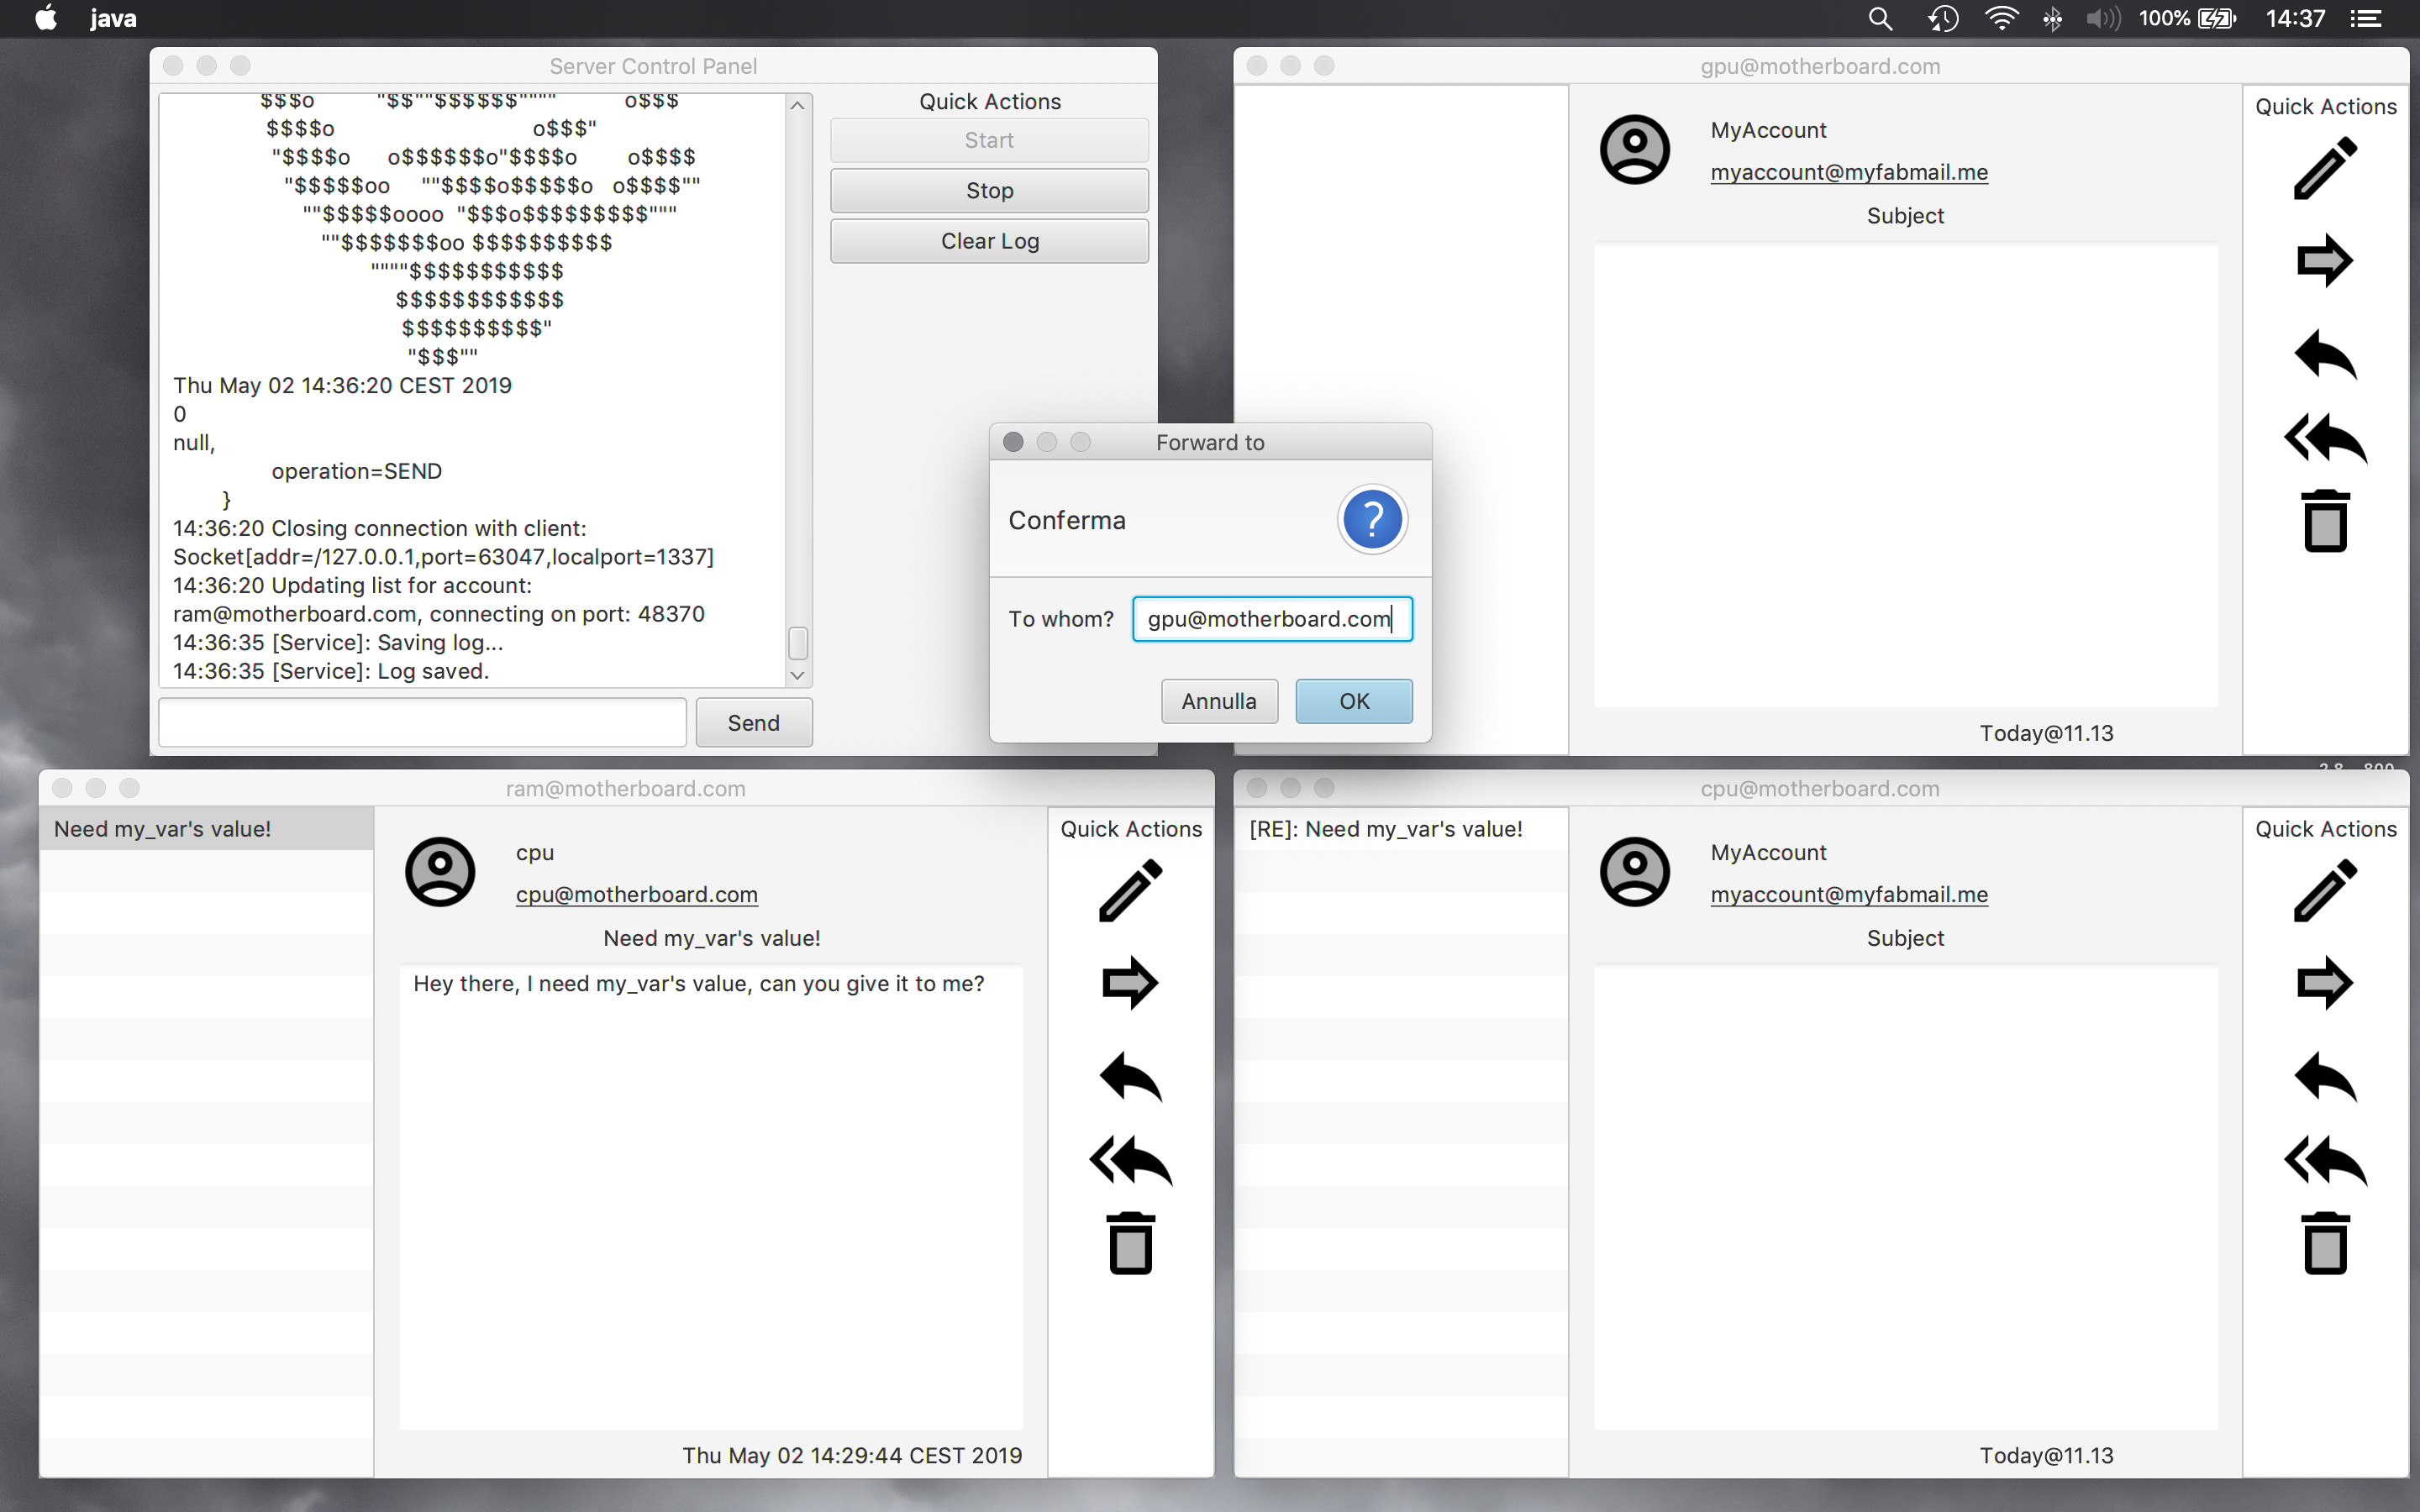 java
100%
14:37
Server Control Panel
$$$o "$$""$$$$$$"""" o$$$
$$$$o o$$$"
"$$$$o o$$$$$$o"$$$$o o$$$$
"$$$$$oo ""$$$$o$$$$$o o$$$$""
""$$$$$oooo "$$$o$$$$$$$$$"""
""$$$$$$$oo $$$$$$$$$$
""""$$$$$$$$$$$
$$$$$$$$$$$$
$$$$$$$$$$"
"$$$""
Thu May 02 14:36:20 CEST 2019
0
null,
operation=SEND
}
14:36:20 Closing connection with client:
Socket[addr=/127.0.0.1,port=63047,localport=1337]
14:36:20 Updating list for account:
ram@motherboard.com, connecting on port: 48370
14:36:35 [Service]: Saving log...
14:36:35 [Service]: Log saved.
Send
Quick Actions
Start
Stop
Clear Log
gpu@motherboard.com
MyAccount
myaccount@myfabmail.me
Subject
Today@11.13
Quick Actions
Forward to
Conferma
?
To whom? gpu@motherboard.com
Annulla
OK
ram@motherboard.com
Need my_var's value!
cpu
cpu@motherboard.com
Need my_var's value!
Hey there, I need my_var's value, can you give it to me?
Thu May 02 14:29:44 CEST 2019
Quick Actions
cpu@motherboard.com
[RE]: Need my_var's value!
MyAccount
myaccount@myfabmail.me
Subject
Today@11.13
Quick Actions